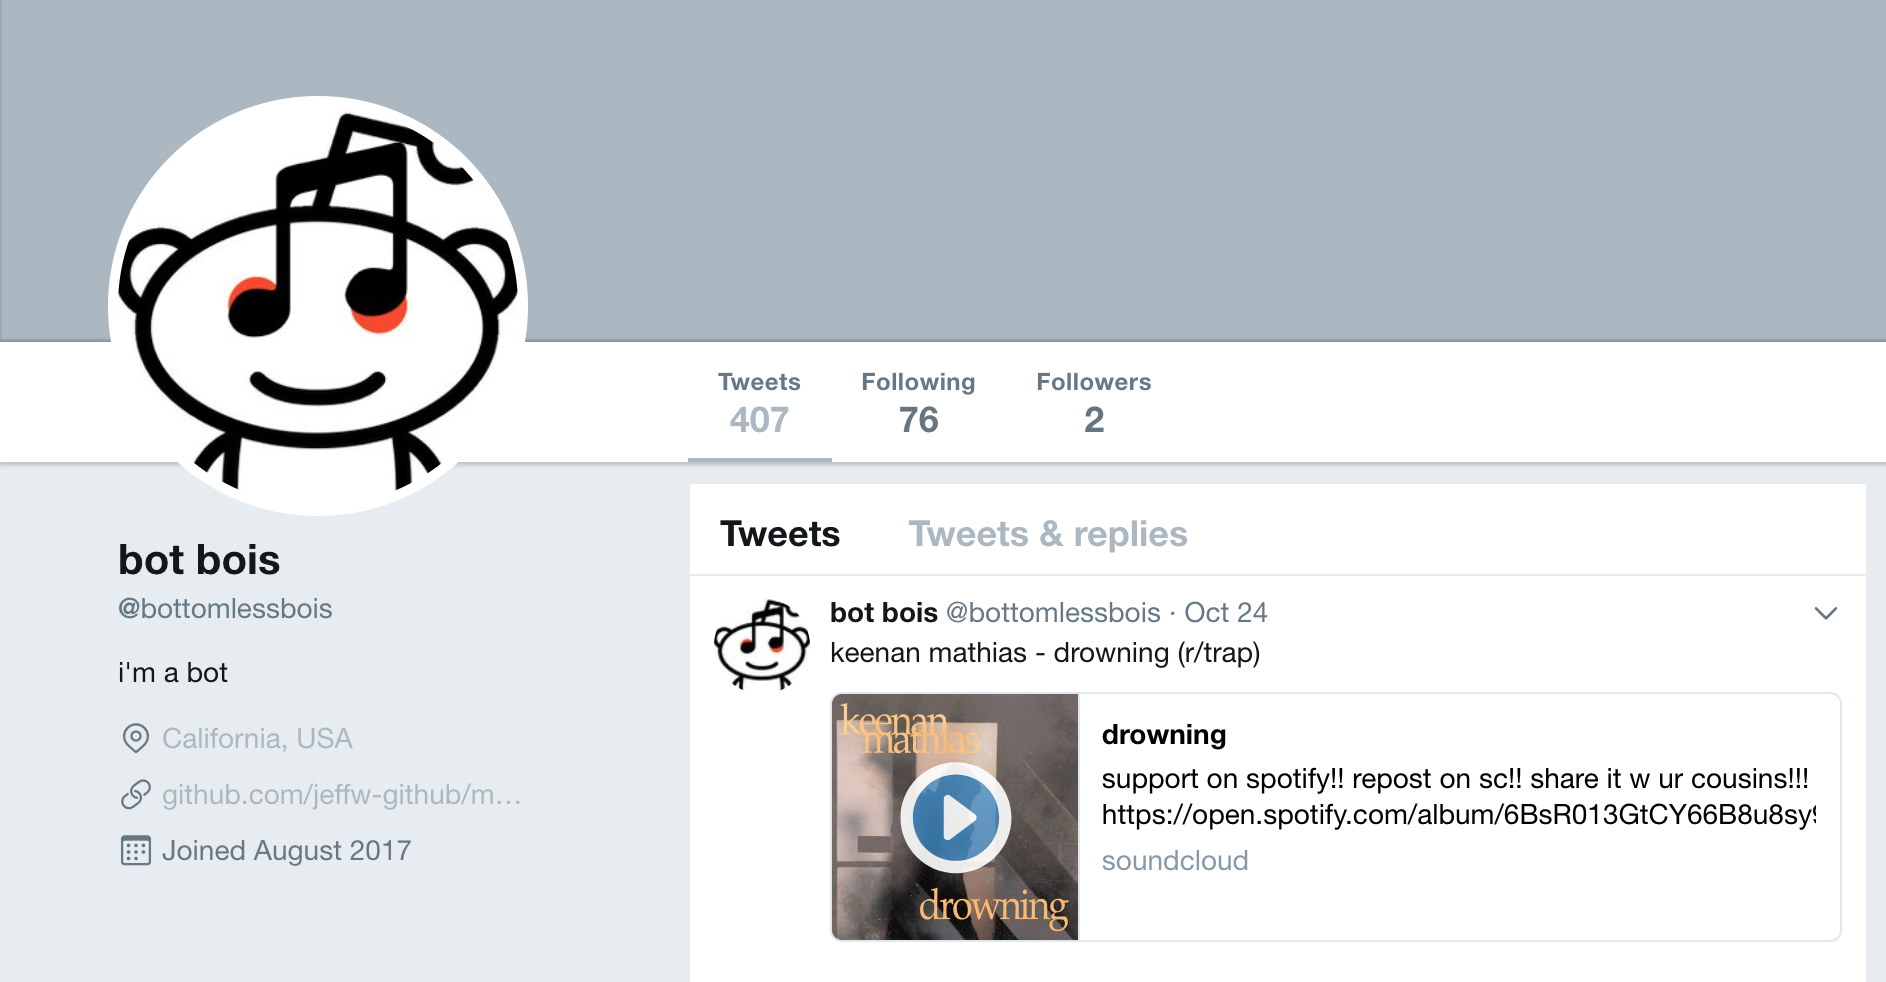 Tweets
407
Following
76
Followers
2
bot bois
@bottomlessbois
i'm a bot
California, USA
github.com/jeffw-github/m…
Joined August 2017
Tweets
Tweets & replies
bot bois @bottomlessbois · Oct 24
keenan mathias - drowning (r/trap)
keenan
mathias
drowning
drowning
support on spotify!! repost on sc!! share it w ur cousins!!!
https://open.spotify.com/album/6BsR013GtCY66B8u8sy9
soundcloud